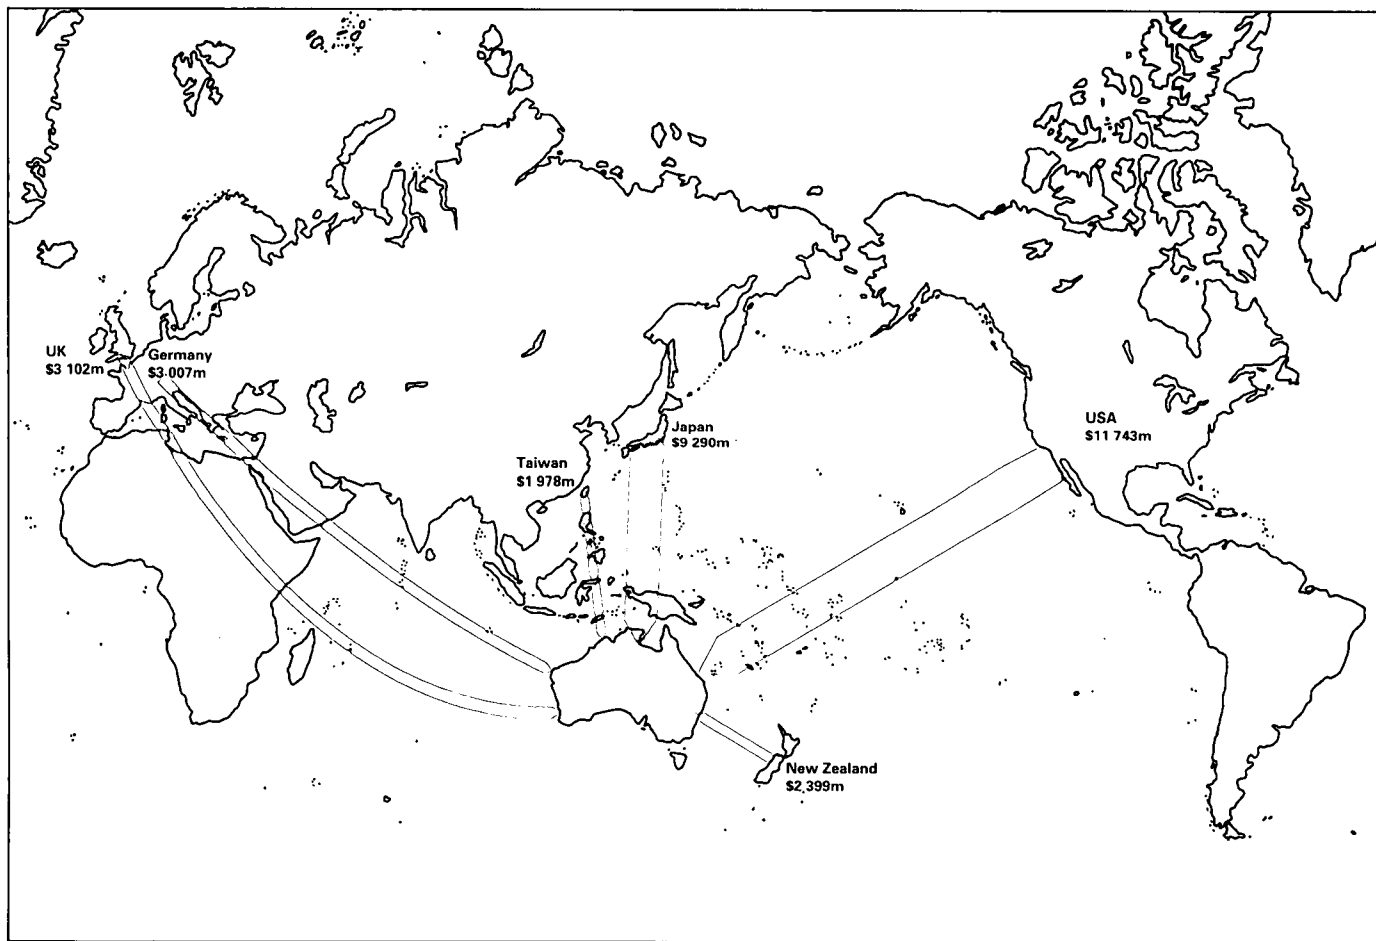 UK
$3 102m
Germany
$3 007m
Taiwan
$1 978m
Japan
$9 290m
USA
$11 743m
New Zealand
$2 399m